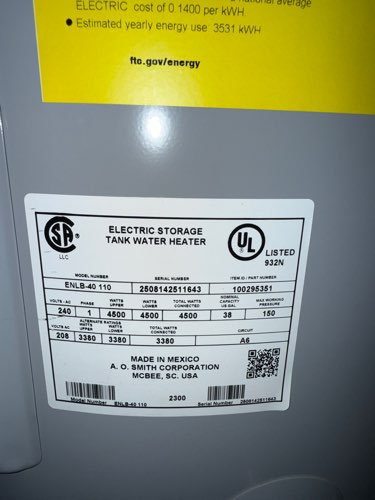 national average
ELECTRIC cost of 0 1400 per kWH
● Estimated yearly energy use 3531 kWH
ftc.gov/energy
SA
LLC
ELECTRIC STORAGE
TANK WATER HEATER
UL
LISTED
932N
MODEL NUMBER SERIAL NUMBER ITEM ID / PART NUMBER
ENLB-40 110 2508142511643 100295351
VOLTS - AC PHASE WATTS UPPER WATTS LOWER TOTAL WATTS CONNECTED NOMINAL CAPACITY US.GAL. MAX WORKING PRESSURE
240 1 4500 4500 4500 38 150
ALTERNATE RATINGS
VOLTS AC WATTS UPPER WATTS LOWER TOTAL WATTS CONNECTED CIRCUIT
208 3380 3380 3380 A6
MADE IN MEXICO
A. O. SMITH CORPORATION
MCBEE, SC. USA
2300
Model Number ENLB-40 110 Serial Number 2508142511643